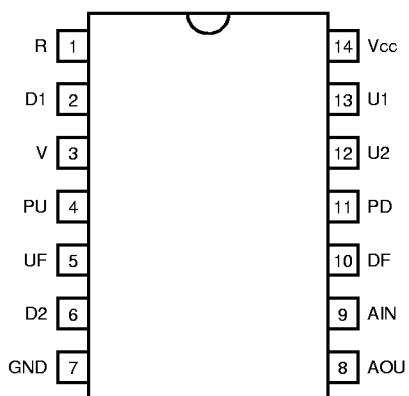 R 1 14 Vcc
D1 2 13 U1
V 3 12 U2
PU 4 11 PD
UF 5 10 DF
D2 6 9 AIN
GND 7 8 AOU